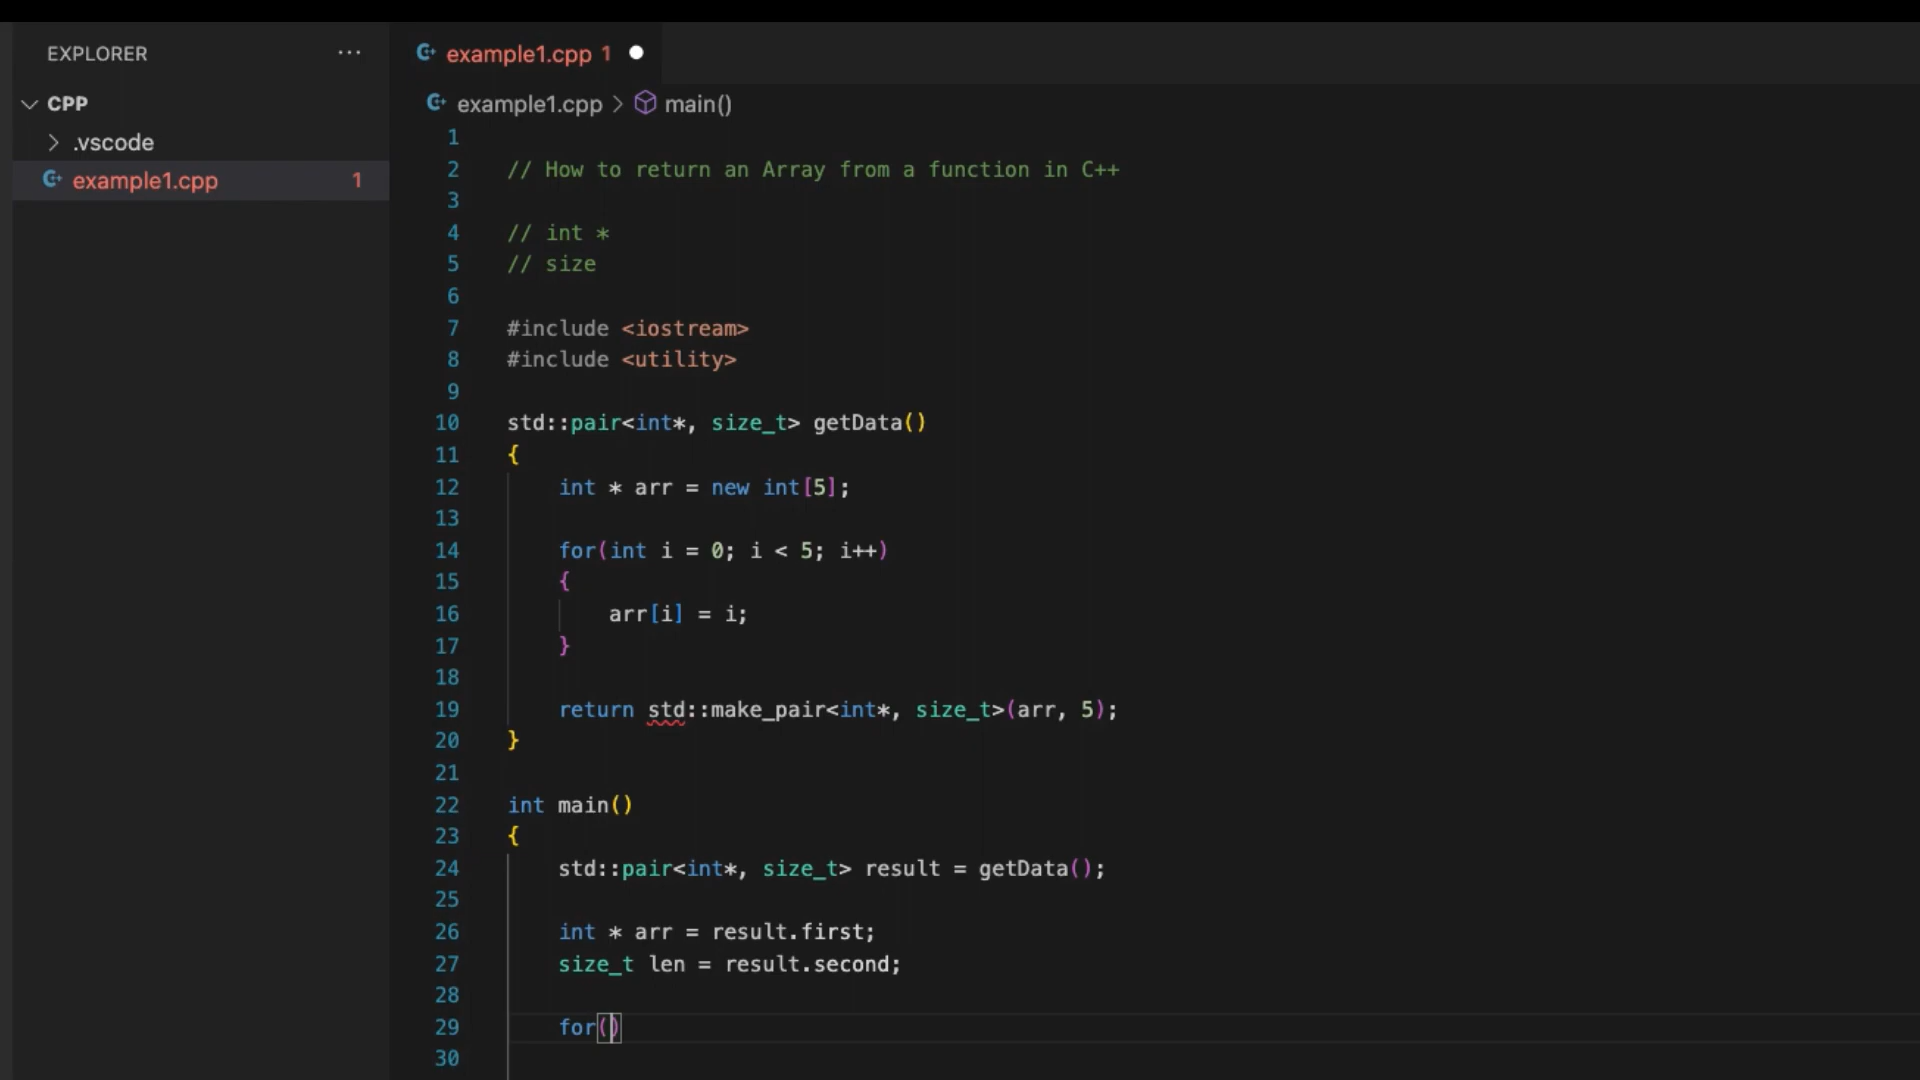 EXPLORER ...
CPP
.vscode
example1.cpp 1
example1.cpp 1
example1.cpp > main()
1
2 // How to return an Array from a function in C++
3
4 // int *
5 // size
6
7 #include <iostream>
8 #include <utility>
9
10 std::pair<int*, size_t> getData()
11 {
12 int * arr = new int[5];
13
14 for(int i = 0; i < 5; i++)
15 {
16 arr[i] = i;
17 }
18
19 return std::make_pair<int*, size_t>(arr, 5);
20 }
21
22 int main()
23 {
24 std::pair<int*, size_t> result = getData();
25
26 int * arr = result.first;
27 size_t len = result.second;
28
29 for()
30